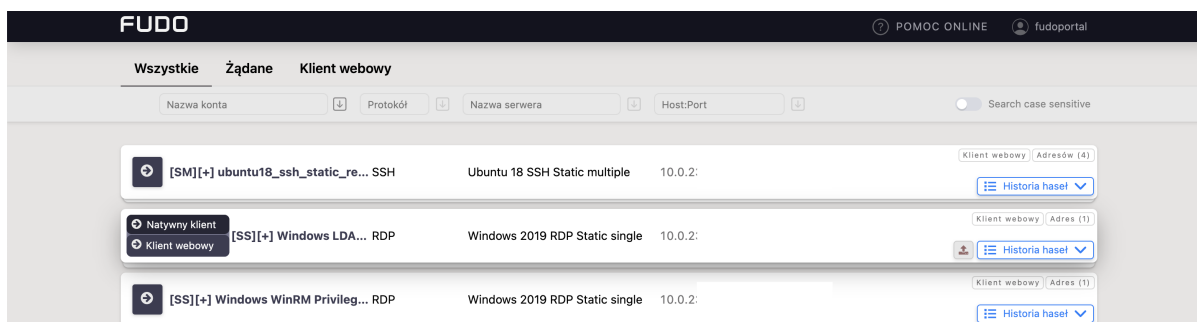 FUDO
POMOC ONLINE fudoportal
Wszystkie Żądane Klient webowy
Nazwa konta Protokół Nazwa serwera Host:Port Search case sensitive
Klient webowy Adresów (4)
[SM][+] ubuntu18_ssh_static_re... SSH Ubuntu 18 SSH Static multiple 10.0.2:
Historia haseł
Klient webowy Adres (1)
Natywny klient
Klient webowy
[SS][+] Windows LDA... RDP Windows 2019 RDP Static single 10.0.2:
Historia haseł
Klient webowy Adres (1)
[SS][+] Windows WinRM Privileg... RDP Windows 2019 RDP Static single 10.0.2:
Historia haseł